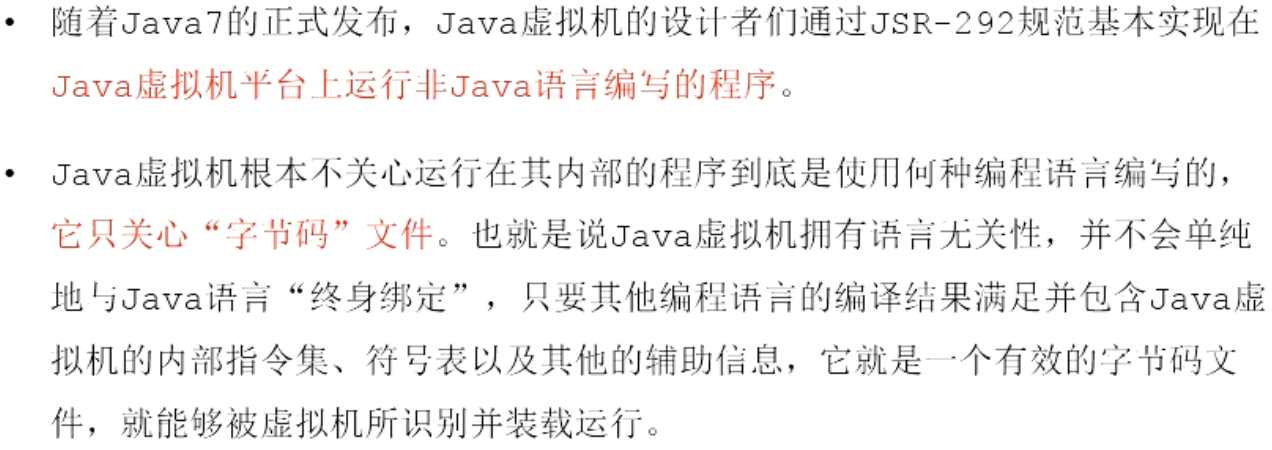 • 随着Java7的正式发布，Java虚拟机的设计者们通过JSR-292规范基本实现在
Java虚拟机平台上运行非Java语言编写的程序。
• Java虚拟机根本不关心运行在其内部的程序到底是使用何种编程语言编写的，
它只关心“字节码”文件。也就是说Java虚拟机拥有语言无关性，并不会单纯
地与Java语言“终身绑定”，只要其他编程语言的编译结果满足并包含Java虚
拟机的内部指令集、符号表以及其他的辅助信息，它就是一个有效的字节码文
件，就能够被虚拟机所识别并装载运行。